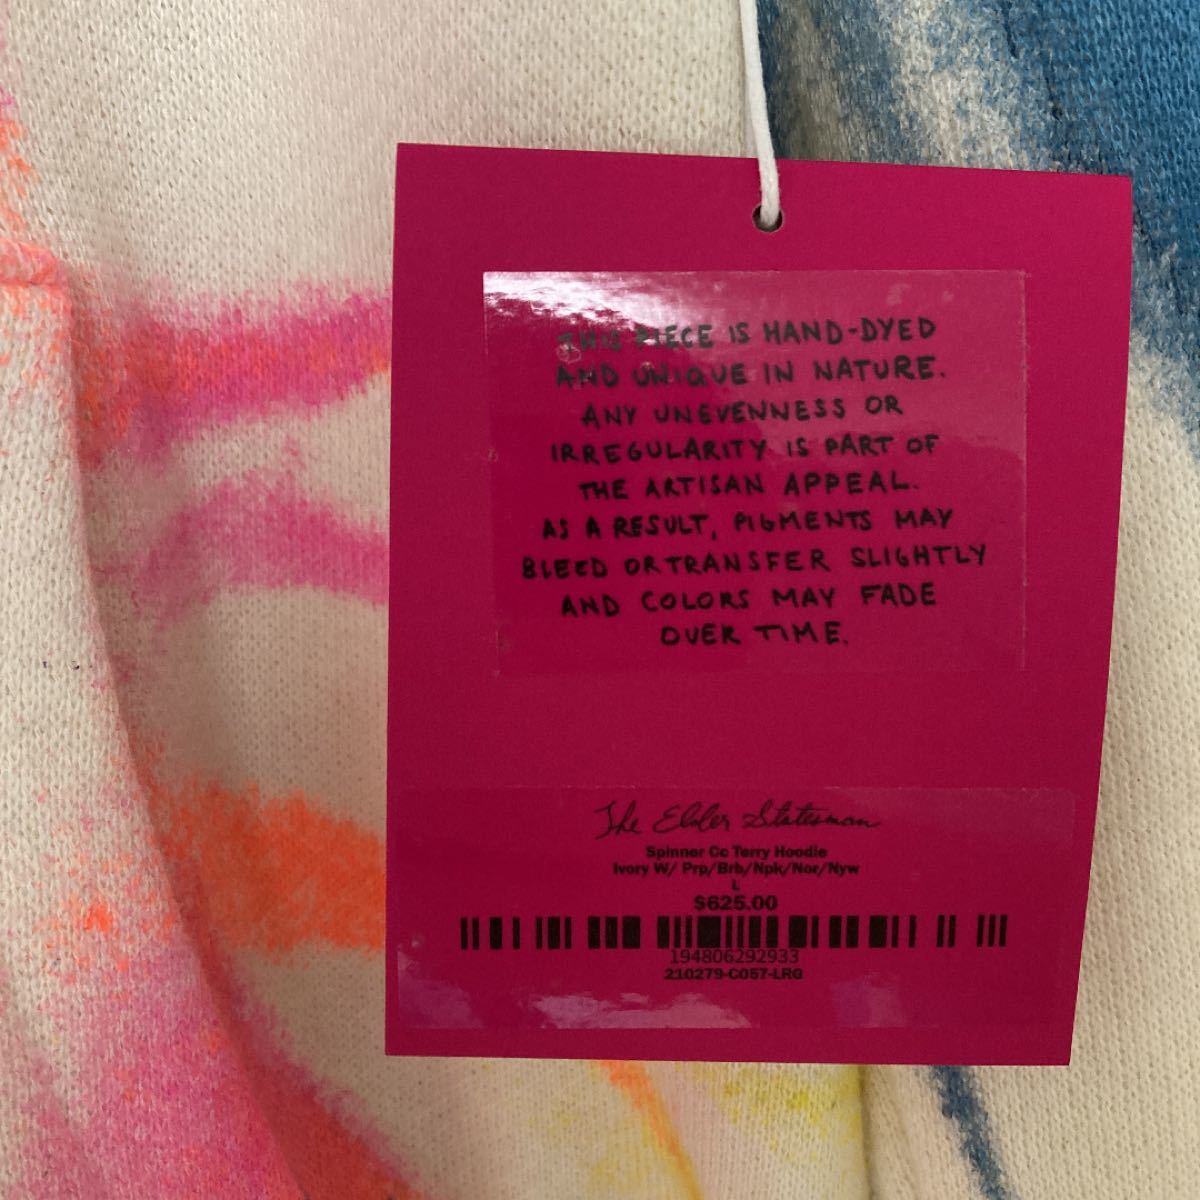 THIS PIECE IS HAND-DYED
AND UNIQUE IN NATURE.
ANY UNEVENNESS OR
IRREGULARITY IS PART OF
THE ARTISAN APPEAL.
AS A RESULT, PIGMENTS MAY
BLEED OR TRANSFER SLIGHTLY
AND COLORS MAY FADE
OVER TIME.
The Elder Statesman
Spinner Cc Terry Hoodie
Ivory W/ Prp/Brb/Npk/Nor/Nyw
L
$625.00
194806292933
210279-C057-LRG